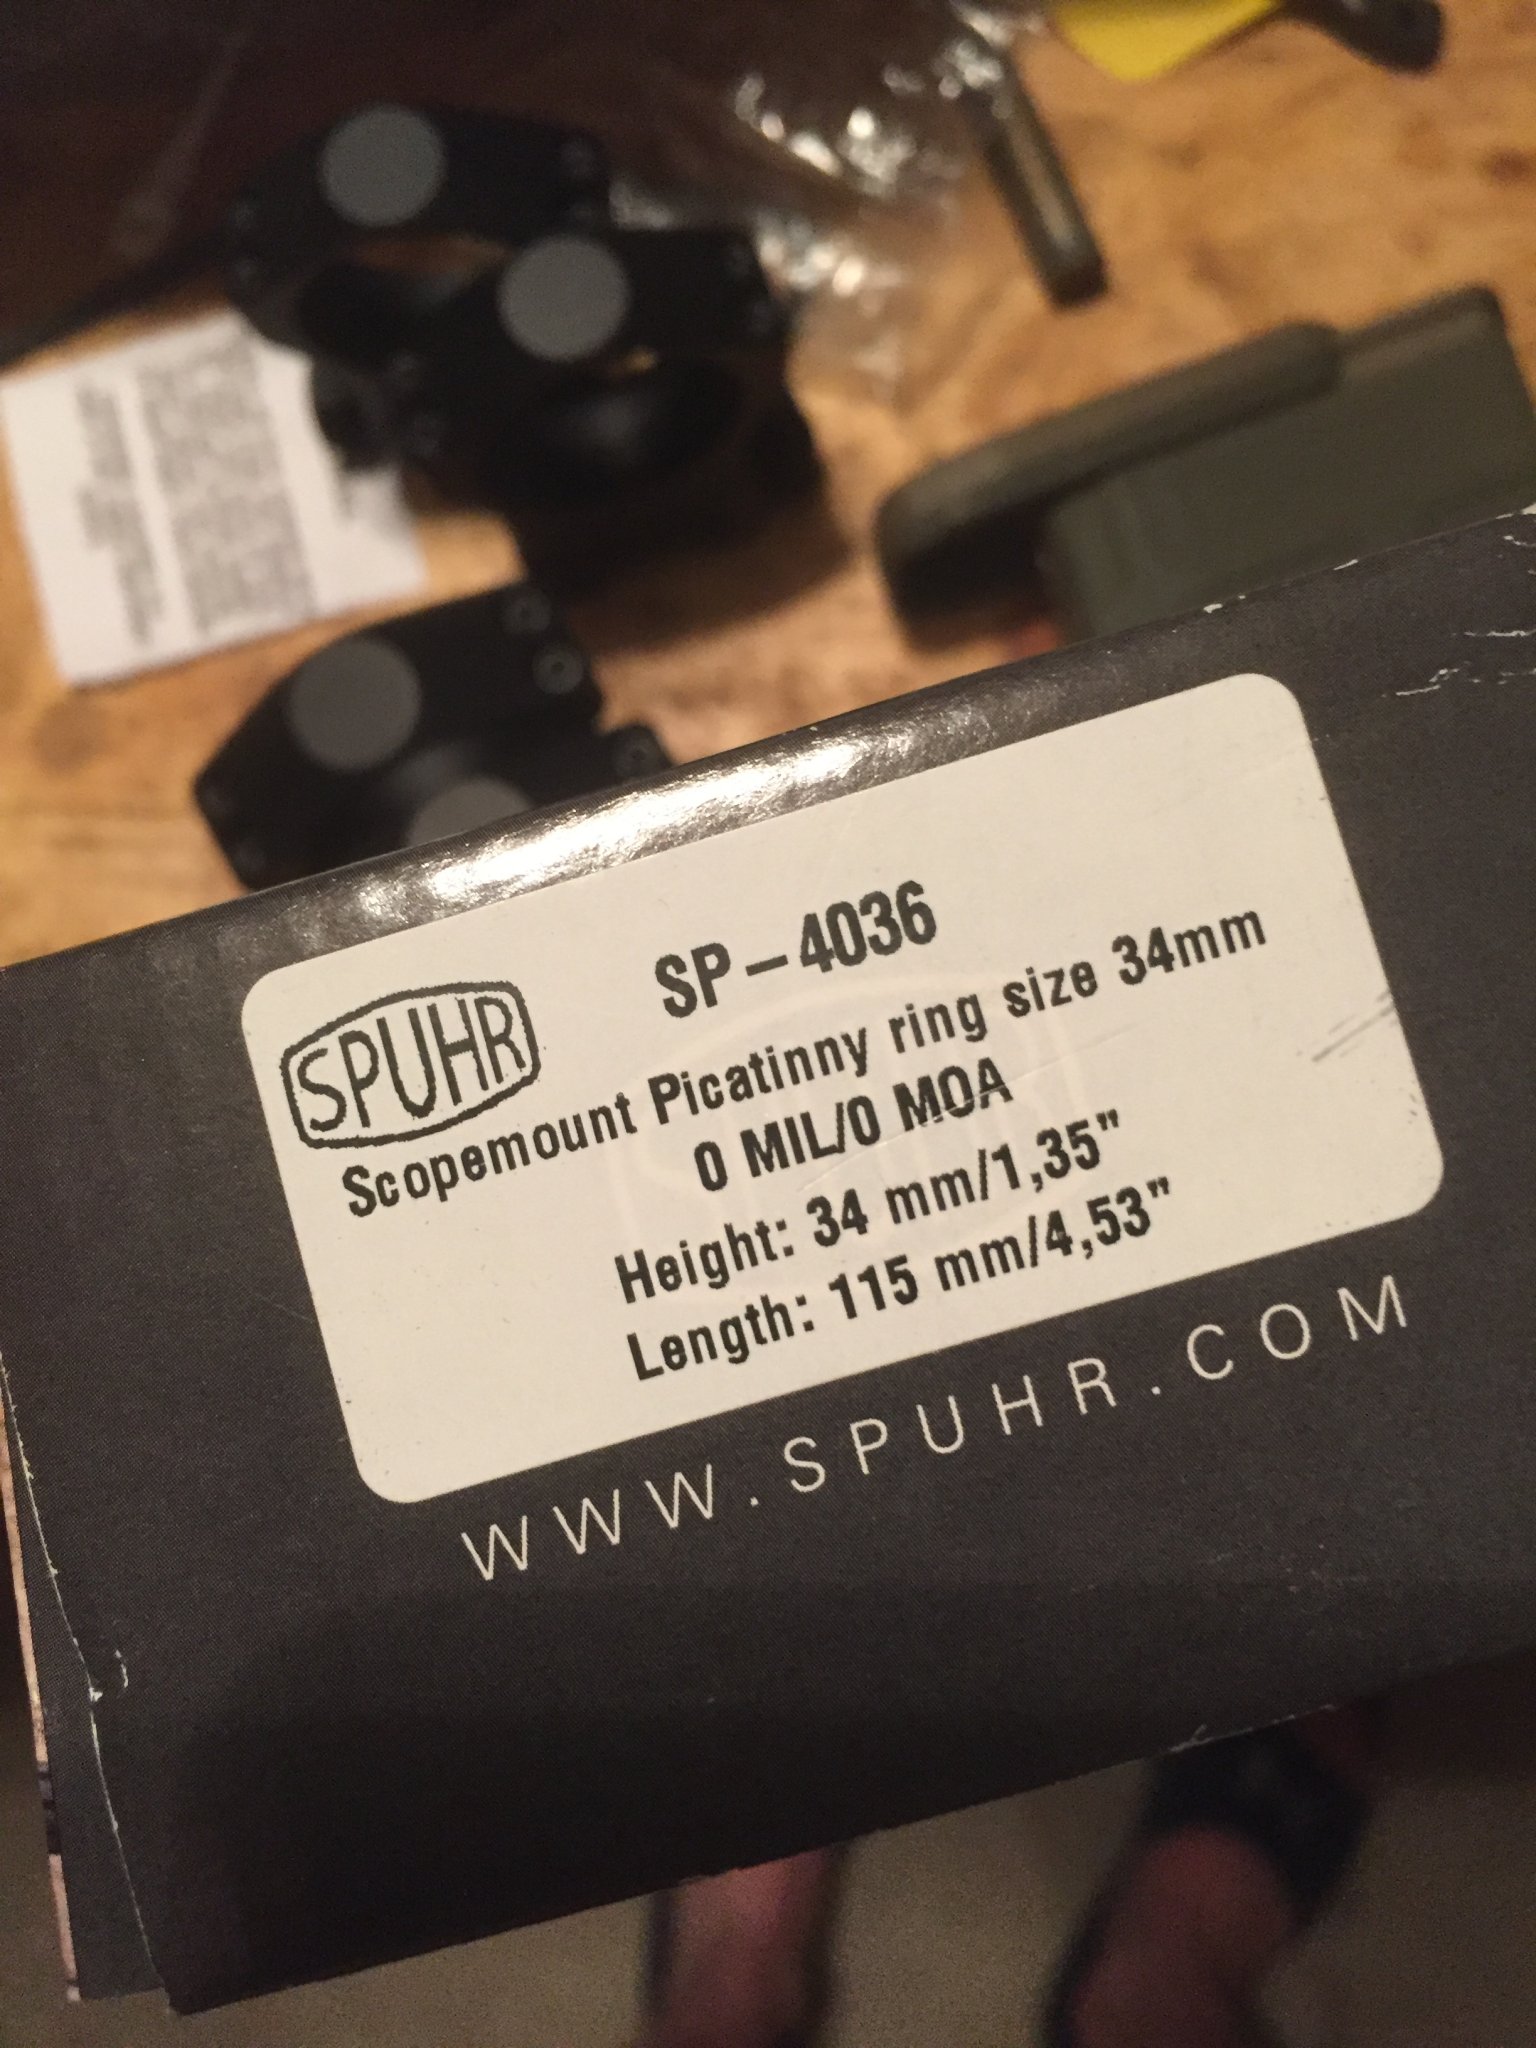 SP-4036
SPUHR
Scopemount Picatinny ring size 34mm
0 MIL/0 MOA
Height: 34 mm/1,35"
Length: 115 mm/4,53"
WWW.SPUHR.COM